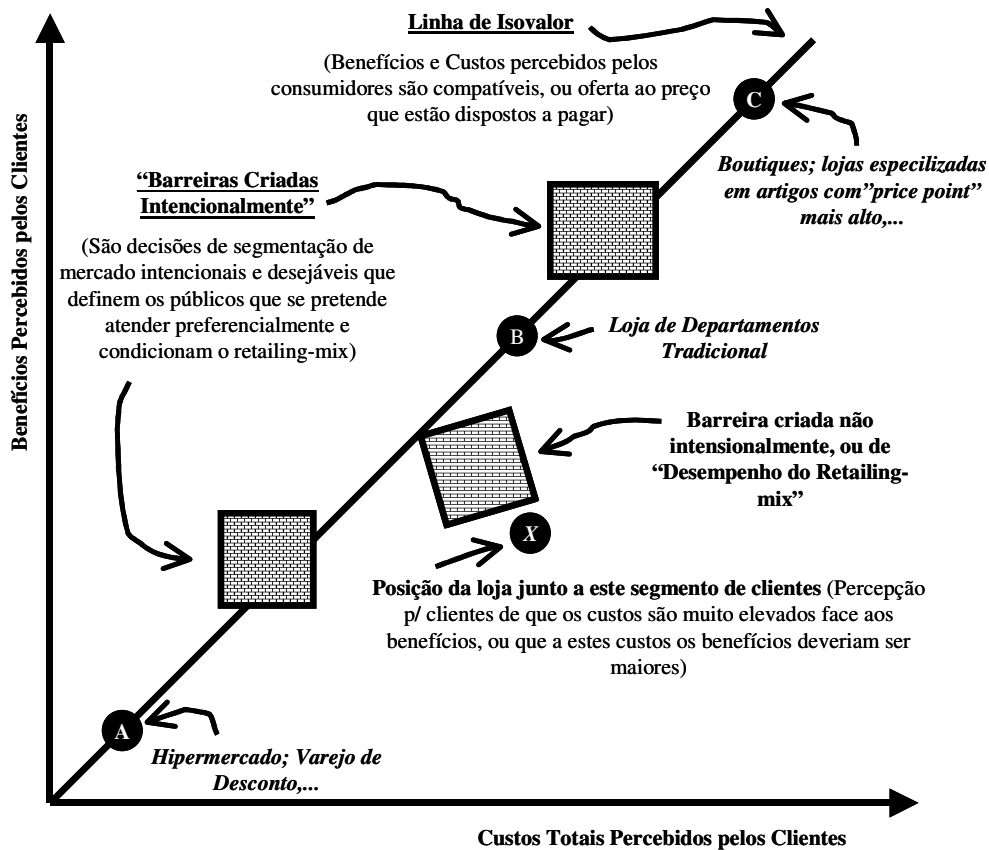 Linha de Isovalor
(Benefícios e Custos percebidos pelos
consumidores são compatíveis, ou oferta ao preço
que estão dispostos a pagar)
C
Boutiques; lojas especilizadas
em artigos com”price point”
mais alto,...
“Barreiras Criadas
Intencionalmente”
(São decisões de segmentação de
mercado intencionais e desejáveis que
definem os públicos que se pretende
atender preferencialmente e
condicionam o retailing-mix)
B
Loja de Departamentos
Tradicional
Barreira criada não
intensionalmente, ou de
“Desempenho do Retailing-
mix”
X
Posição da loja junto a este segmento de clientes (Percepção
p/ clientes de que os custos são muito elevados face aos
benefícios, ou que a estes custos os benefícios deveriam ser
maiores)
A
Hipermercado; Varejo de
Desconto,...
Benefícios Percebidos pelos Clientes
Custos Totais Percebidos pelos Clientes